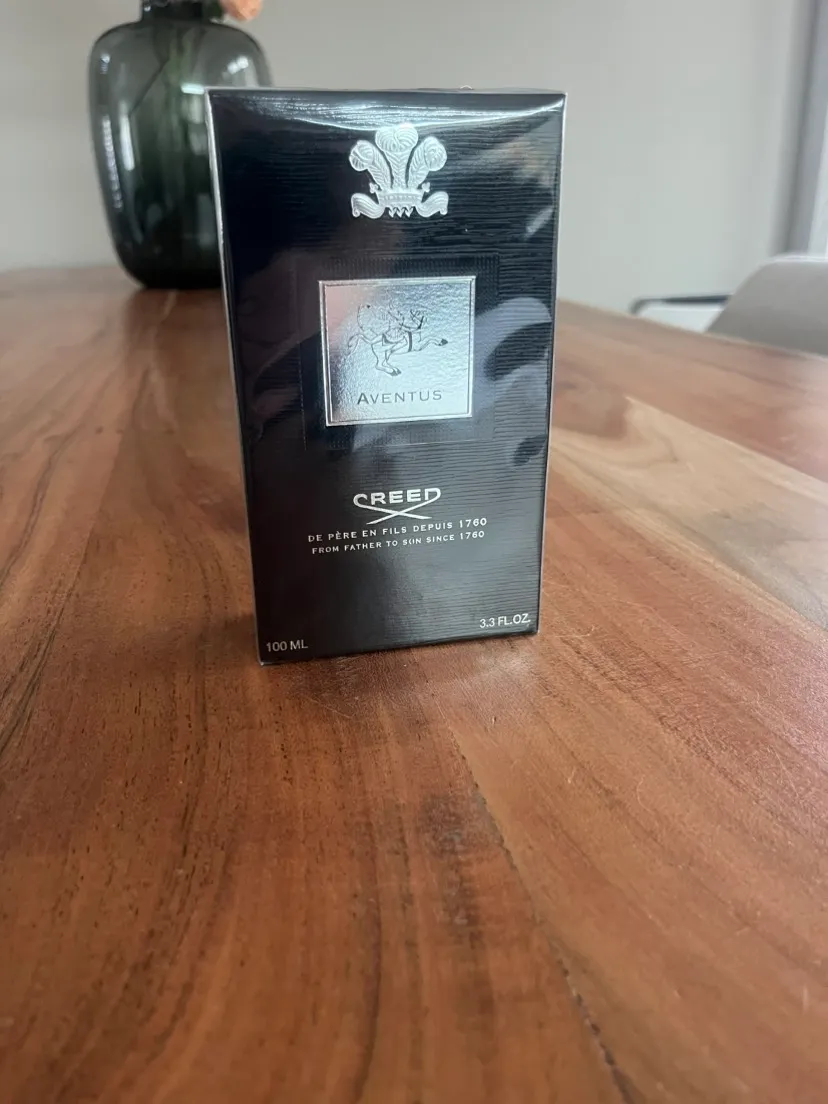 AVENTUS
CREED
DE PÈRE EN FILS DEPUIS 1760
FROM FATHER TO SON SINCE 1760
100 ML
3.3 FL.OZ.